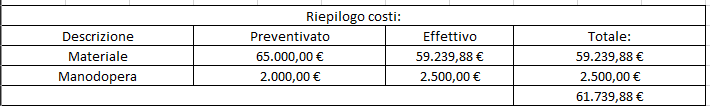 Riepilogo costi:
Descrizione Preventivato Effettivo Totale:
Materiale 65.000,00 € 59.239,88 € 59.239,88 €
Manodopera 2.000,00 € 2.500,00 € 2.500,00 €
61.739,88 €